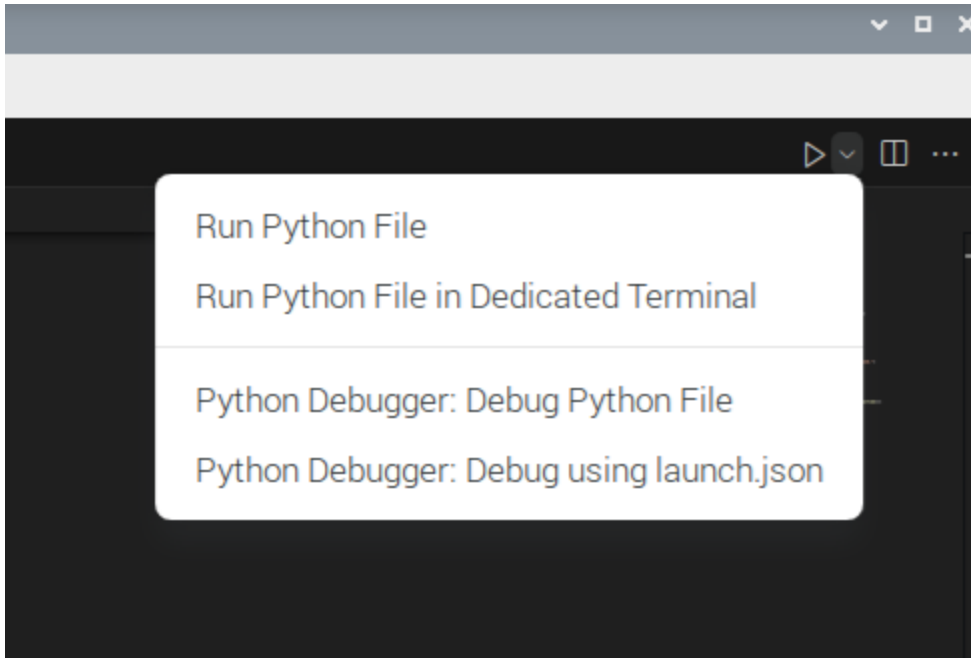 Run Python File
Run Python File in Dedicated Terminal
Python Debugger: Debug Python File
Python Debugger: Debug using launch.json